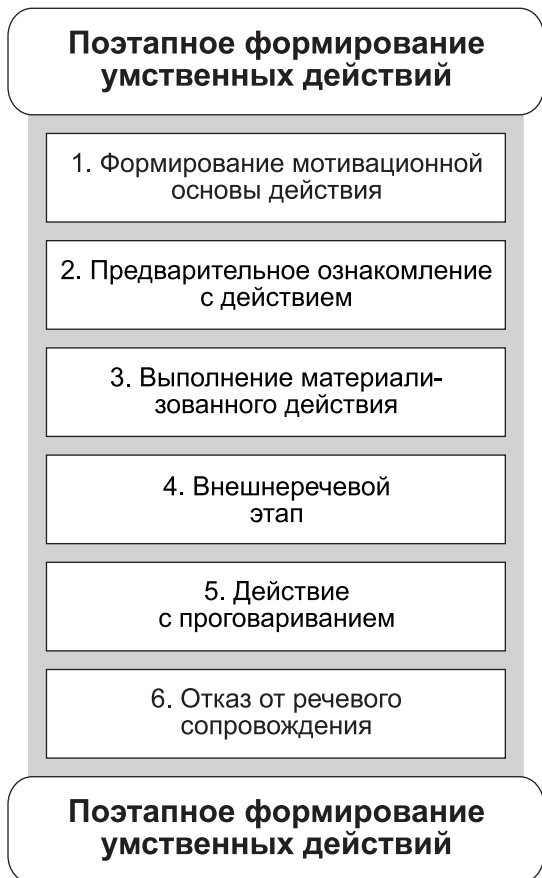 Поэтапное формирование
умственных действий
1. Формирование мотивационной
основы действия
2. Предварительное ознакомление
с действием
3. Выполнение материали-
зованного действия
4. Внешнеречевой
этап
5. Действие
с проговариванием
6. Отказ от речевого
сопровождения
Поэтапное формирование
умственных действий